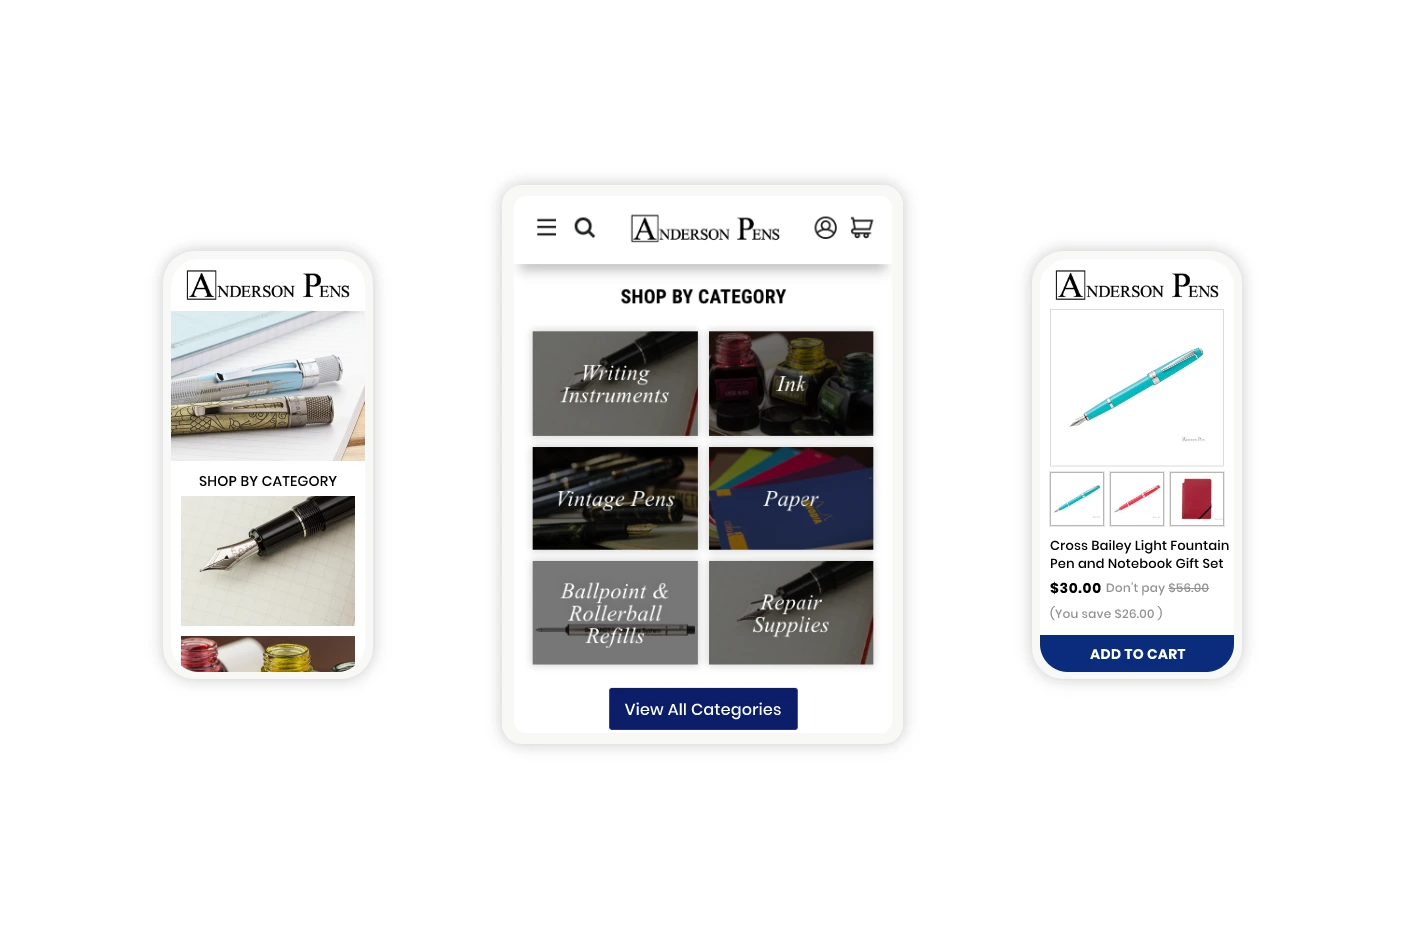 ANDERSON PENS
SHOP BY CATEGORY
ANDERSON PENS
SHOP BY CATEGORY
Writing
Instruments
Ink
Vintage Pens
Paper
Ballpoint &
Rollerball
Refills
Repair
Supplies
View All Categories
ANDERSON PENS
Cross Bailey Light Fountain
Pen and Notebook Gift Set
$30.00 Don't pay $56.00
(You save $26.00 )
ADD TO CART